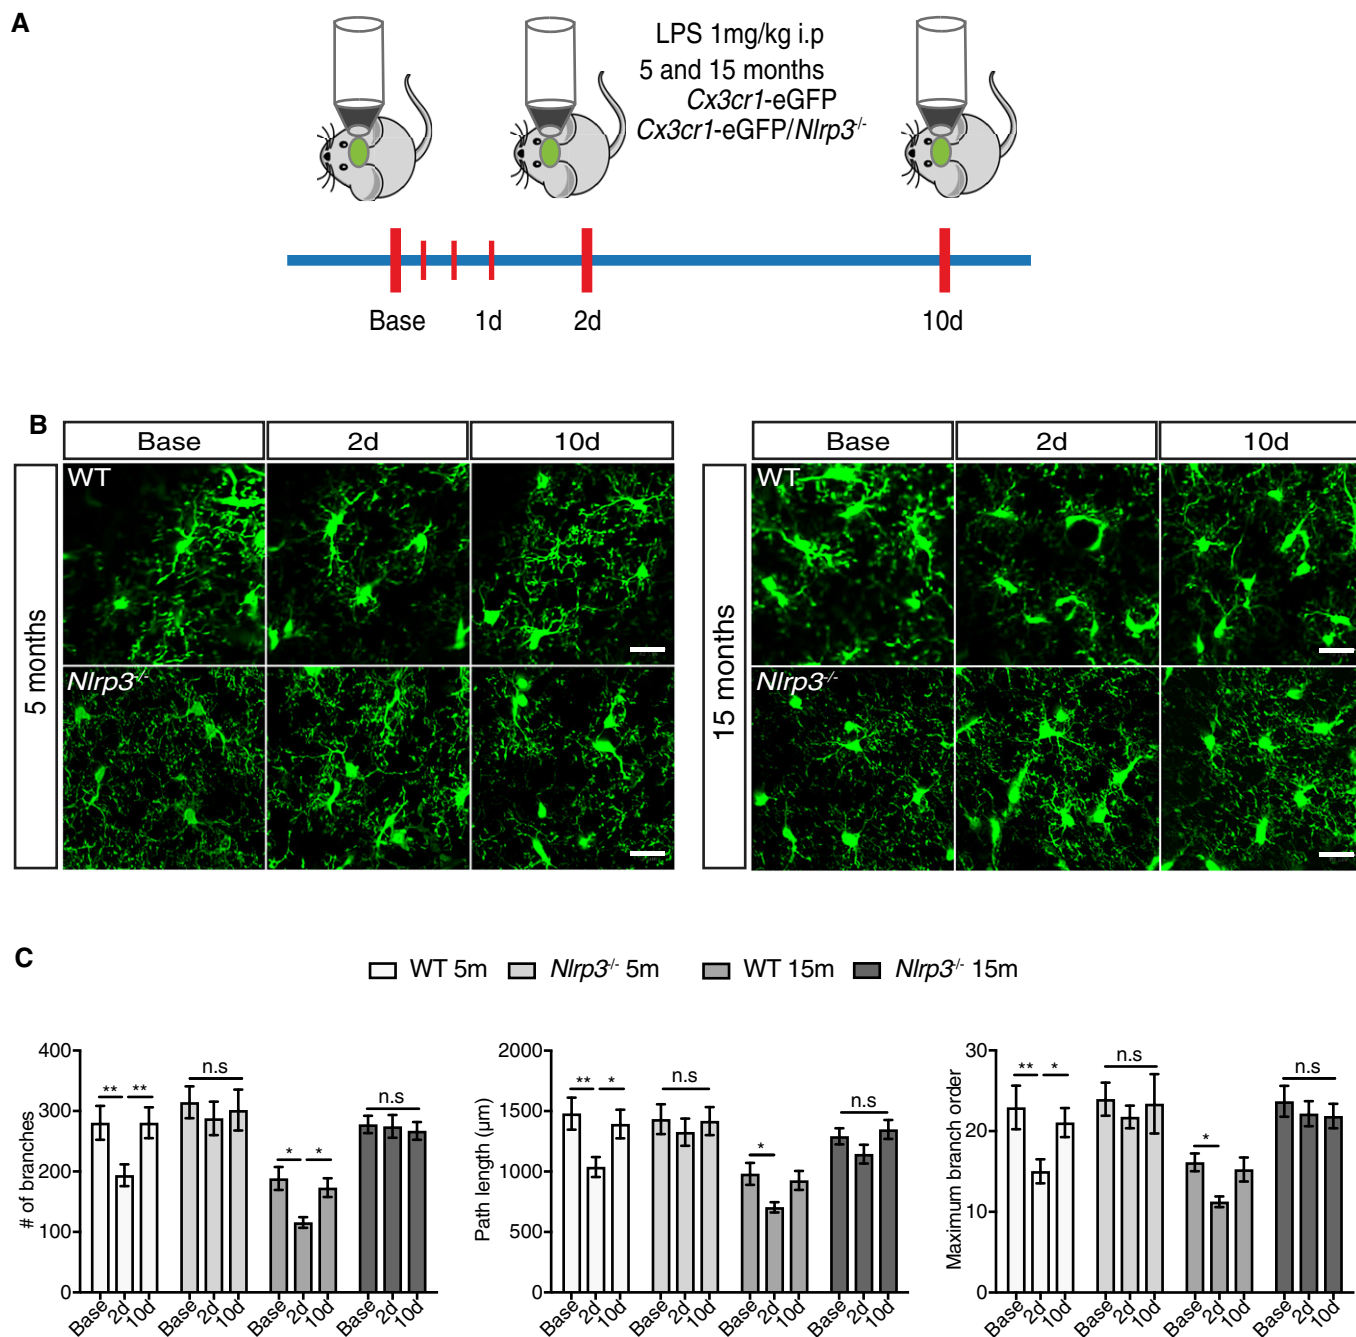 A
LPS 1mg/kg i.p
5 and 15 months
Cx3cr1-eGFP
Cx3cr1-eGFP/Nlrp3-/-
Base 1d 2d 10d
B
Base 2d 10d
Base 2d 10d
5 months
WT
Nlrp3-/-
15 months
WT
Nlrp3-/-
C
WT 5m Nlrp3-/- 5m WT 15m Nlrp3-/- 15m
# of branches
400
300
200
100
0
** ** n.s * * n.s
Base 2d 10d Base 2d 10d Base 2d 10d Base 2d 10d
Path length (µm)
2000
1500
1000
500
0
** * n.s * n.s
Base 2d 10d Base 2d 10d Base 2d 10d Base 2d 10d
Maximum branch order
30
20
10
0
** * n.s * n.s
Base 2d 10d Base 2d 10d Base 2d 10d Base 2d 10d